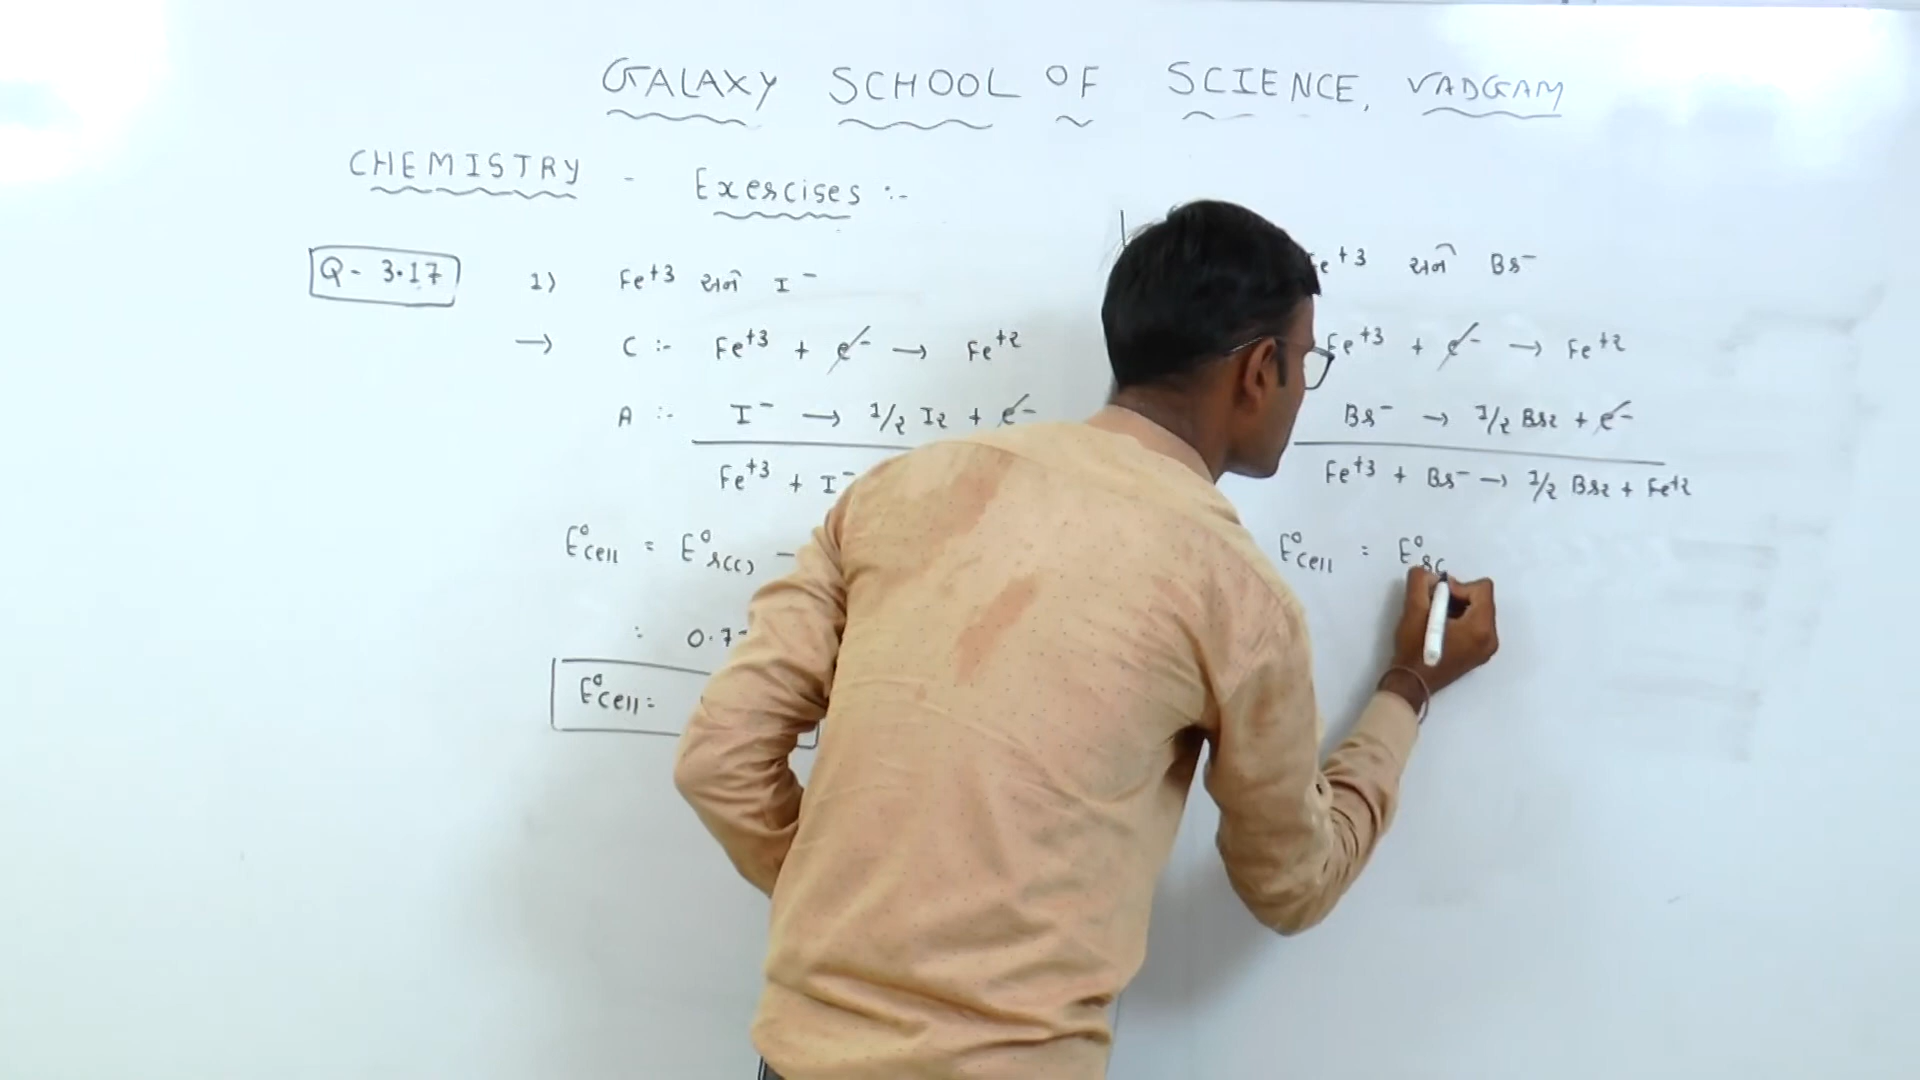 GALAXY SCHOOL OF SCIENCE, VADGAM
CHEMISTRY - Exercises :-
Q- 3.17 1) Fe+3 અને I-
→ C :- Fe+3 + e- → Fe+2
A :- I- → 1/2 I2 + e-
Fe+3 + I-
E°cell = E°R(C) -
: 0.7
E°cell =
e+3 અને Br-
Fe+3 + e- → Fe+2
Br- → 1/2 Br2 + e-
Fe+3 + Br- → 1/2 Br2 + Fe+2
E°cell = E°RC